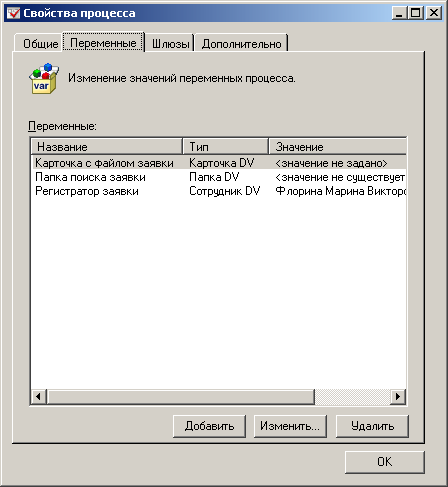 Свойства процесса
Общие Переменные Шлюзы Дополнительно
var Изменение значений переменных процесса.
Переменные:
Название Тип Значение
Карточка с файлом заявки Карточка DV <значение не задано>
Папка поиска заявки Папка DV <значение не существует
Регистратор заявки Сотрудник DV Флорина Марина Викторо
Добавить Изменить... Удалить
OK